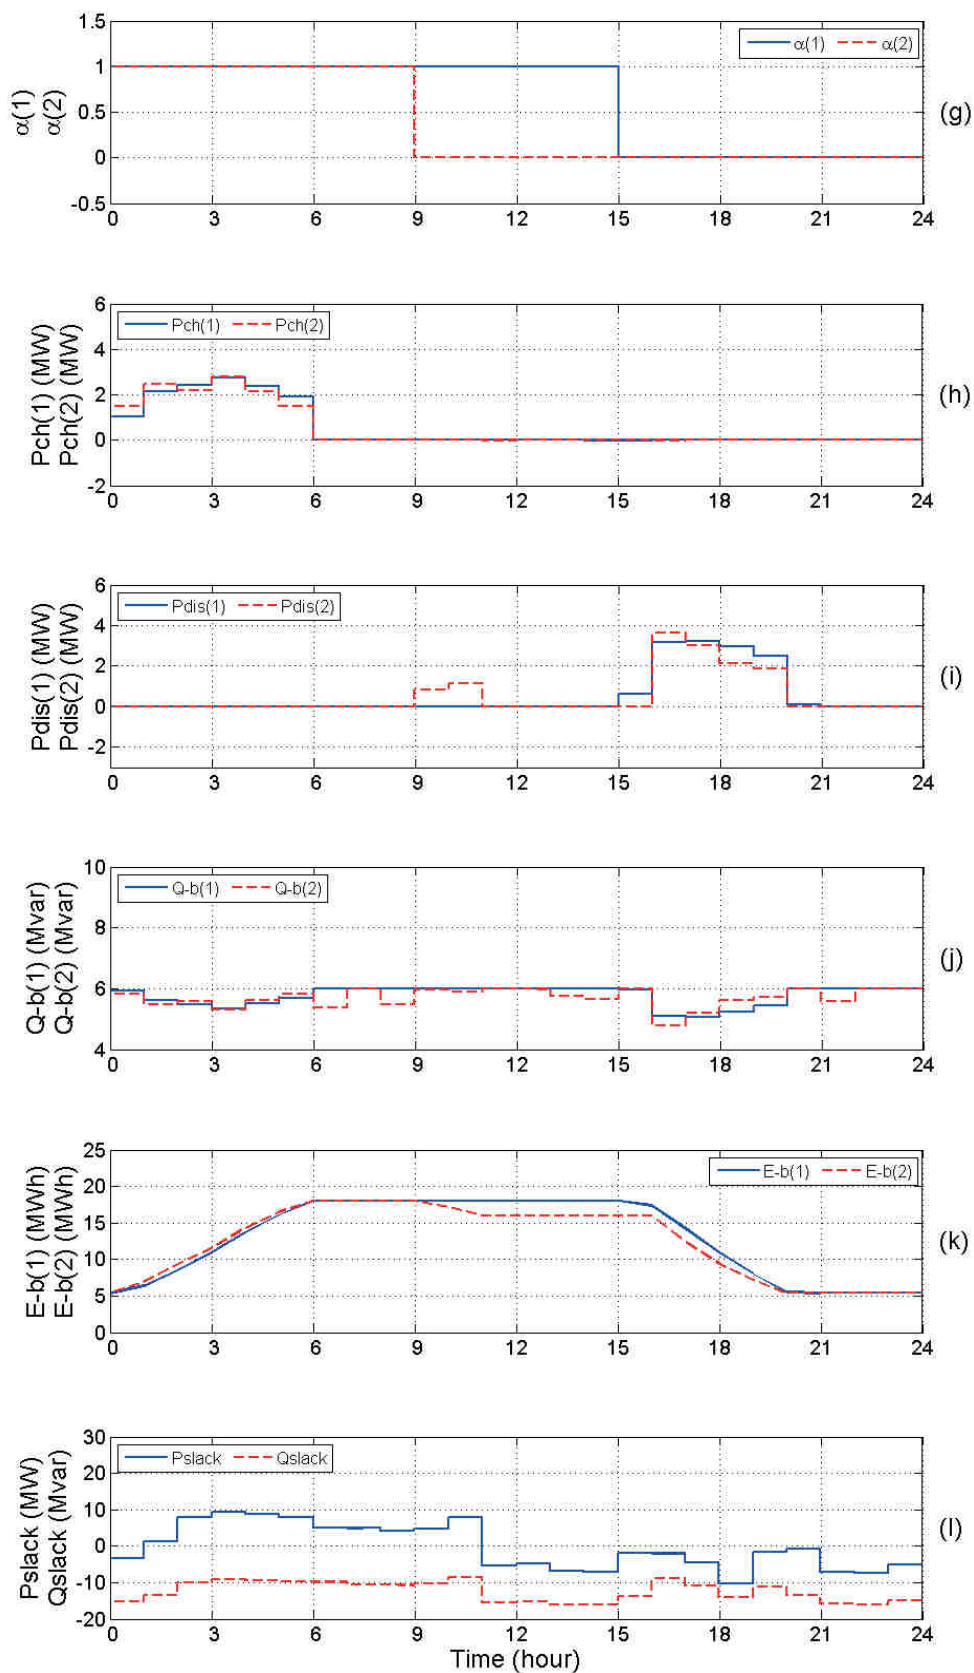 1.5
1
0.5
0
-0.5
α(1)
α(2)
α(1) α(2)
0 3 6 9 12 15 18 21 24
(g)
6
4
2
0
-2
Pch(1) (MW)
Pch(2) (MW)
Pch(1) Pch(2)
0 3 6 9 12 15 18 21 24
(h)
6
4
2
0
-2
Pdis(1) (MW)
Pdis(2) (MW)
Pdis(1) Pdis(2)
0 3 6 9 12 15 18 21 24
(i)
10
8
6
4
Q-b(1) (Mvar)
Q-b(2) (Mvar)
Q-b(1) Q-b(2)
0 3 6 9 12 15 18 21 24
(j)
25
20
15
10
5
0
E-b(1) (MWh)
E-b(2) (MWh)
E-b(1) E-b(2)
0 3 6 9 12 15 18 21 24
(k)
30
20
10
0
-10
-20
Pslack (MW)
Qslack (Mvar)
Pslack Qslack
0 3 6 9 12 15 18 21 24
(l)
Time (hour)